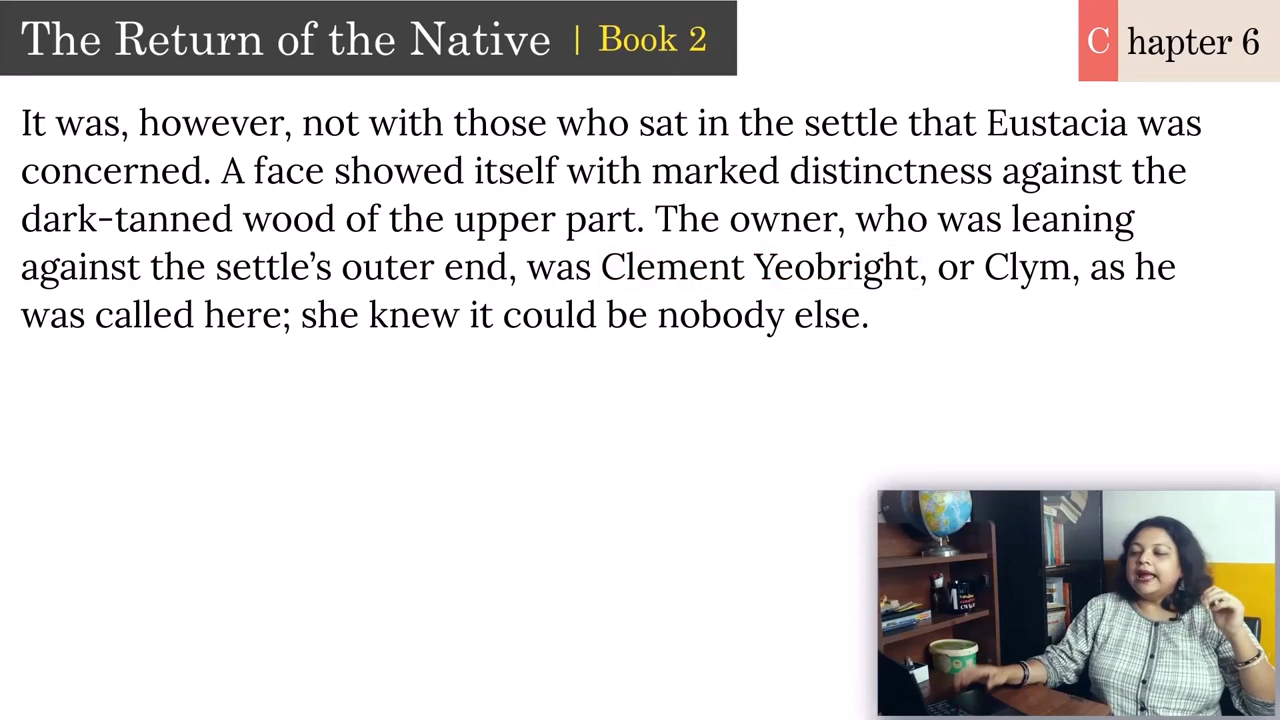 The Return of the Native | Book 2
Chapter 6
It was, however, not with those who sat in the settle that Eustacia was
concerned. A face showed itself with marked distinctness against the
dark-tanned wood of the upper part. The owner, who was leaning
against the settle’s outer end, was Clement Yeobright, or Clym, as he
was called here; she knew it could be nobody else.